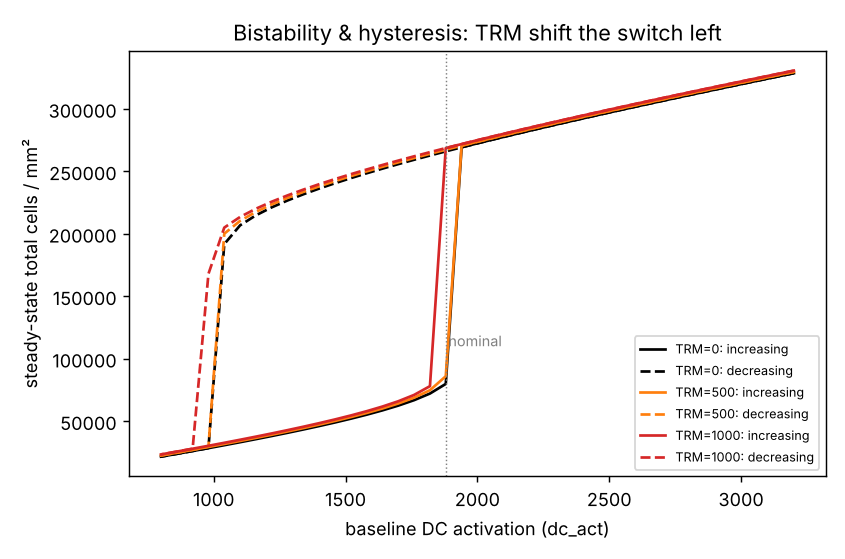 Bistability & hysteresis: TRM shift the switch left
steady-state total cells / mm²
300000
250000
200000
150000
100000
50000
nominal
TRM=0: increasing
TRM=0: decreasing
TRM=500: increasing
TRM=500: decreasing
TRM=1000: increasing
TRM=1000: decreasing
1000 1500 2000 2500 3000
baseline DC activation (dc_act)